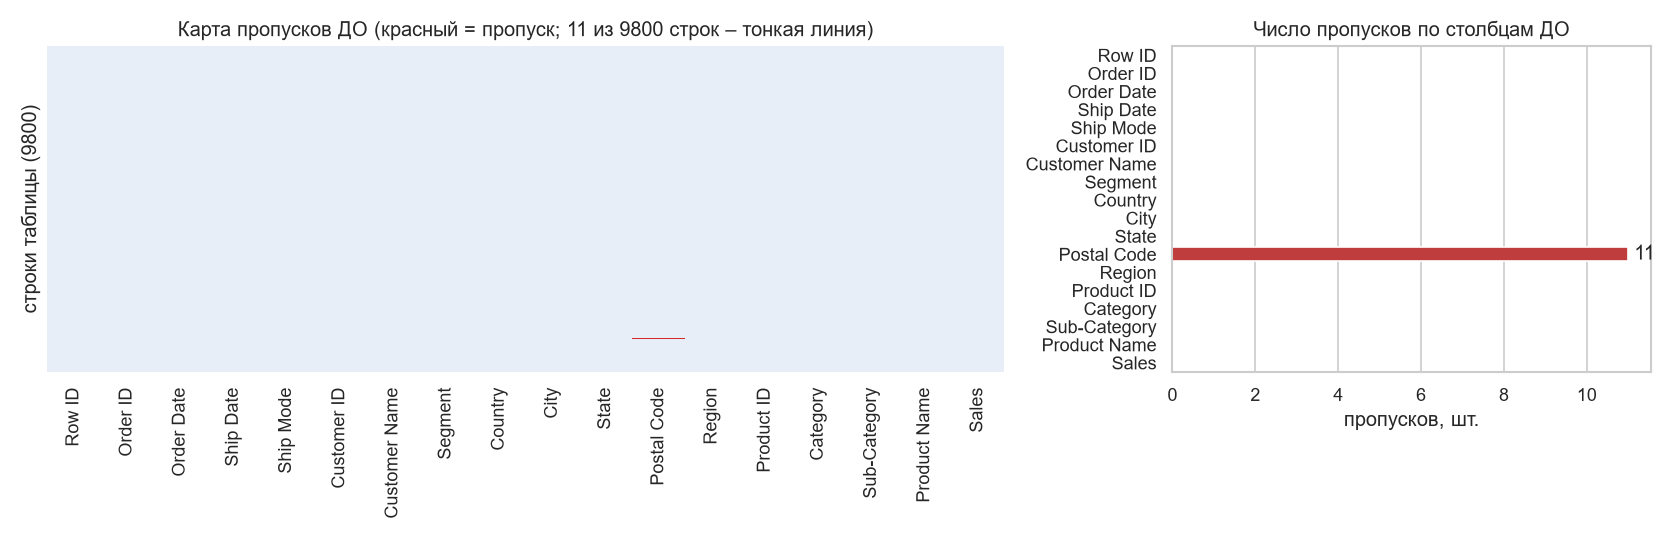 Карта пропусков ДО (красный = пропуск; 11 из 9800 строк – тонкая линия)
строки таблицы (9800)
Row ID
Order ID
Order Date
Ship Date
Ship Mode
Customer ID
Customer Name
Segment
Country
City
State
Postal Code
Region
Product ID
Category
Sub-Category
Product Name
Sales
Число пропусков по столбцам ДО
Row ID
Order ID
Order Date
Ship Date
Ship Mode
Customer ID
Customer Name
Segment
Country
City
State
Postal Code 11
Region
Product ID
Category
Sub-Category
Product Name
Sales
0 2 4 6 8 10
пропусков, шт.